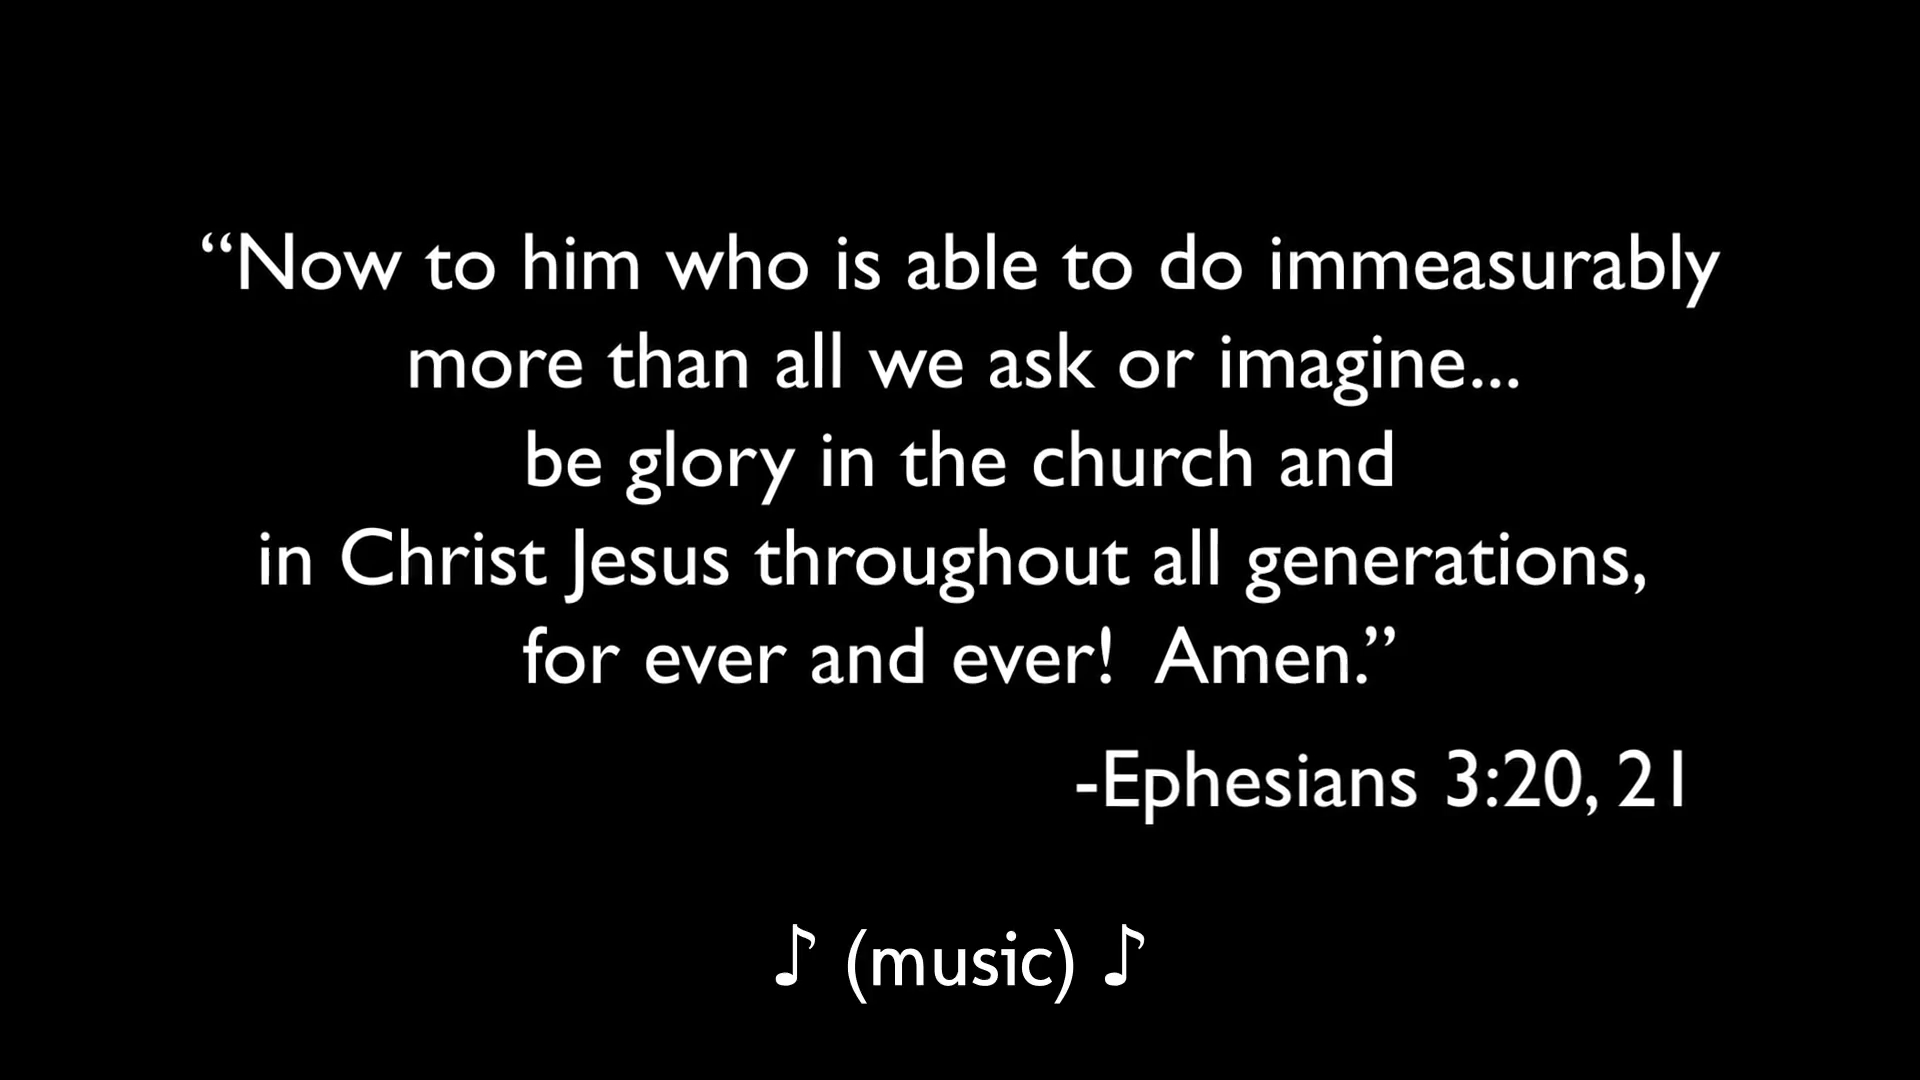 “Now to him who is able to do immeasurably
more than all we ask or imagine...
be glory in the church and
in Christ Jesus throughout all generations,
for ever and ever!  Amen.”
-Ephesians 3:20, 21
♪ (music) ♪